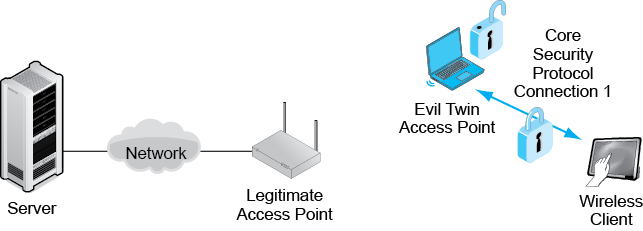 Core
Security
Protocol
Connection 1
Evil Twin
Access Point
Network
Legitimate
Access Point
Server
Wireless
Client